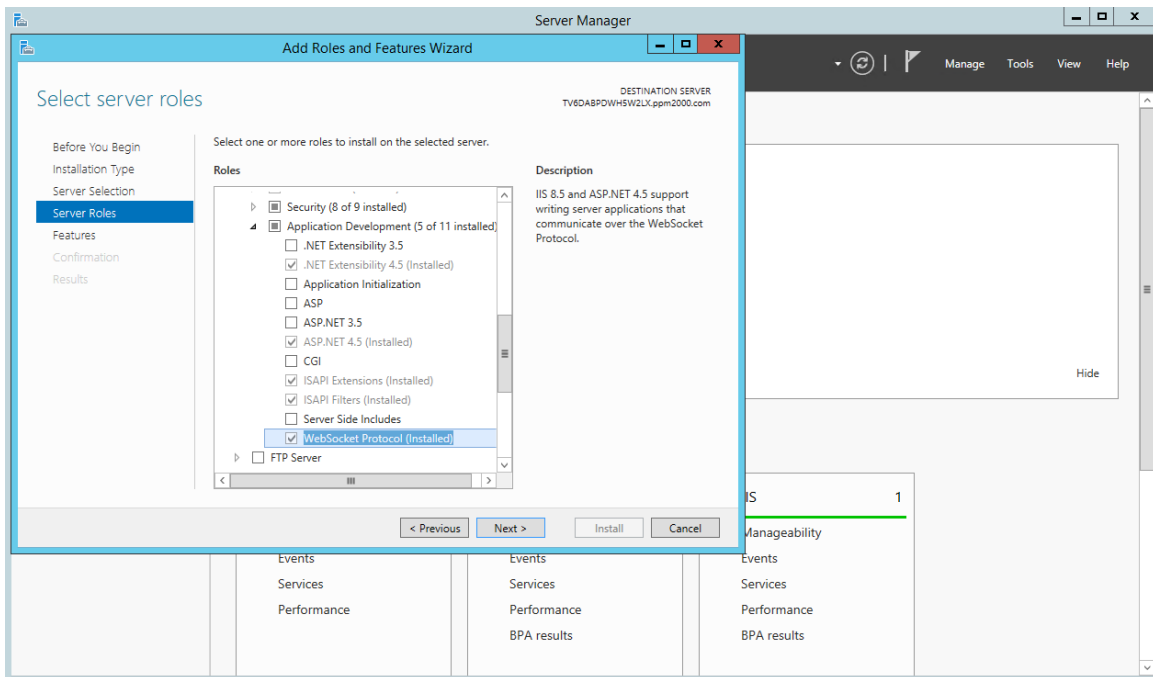 Server Manager
Add Roles and Features Wizard
Manage Tools View Help
Select server roles
DESTINATION SERVER
TV6DABPDWH5W2LX.ppm2000.com
Before You Begin
Installation Type
Server Selection
Server Roles
Features
Confirmation
Results
Select one or more roles to install on the selected server.
Roles
Security (8 of 9 installed)
Application Development (5 of 11 installed)
.NET Extensibility 3.5
.NET Extensibility 4.5 (Installed)
Application Initialization
ASP
ASP.NET 3.5
ASP.NET 4.5 (Installed)
CGI
ISAPI Extensions (Installed)
ISAPI Filters (Installed)
Server Side Includes
WebSocket Protocol (Installed)
FTP Server
Description
IIS 8.5 and ASP.NET 4.5 support
writing server applications that
communicate over the WebSocket
Protocol.
< Previous
Next >
Install
Cancel
Hide
Events
Services
Performance
Events
Services
Performance
BPA results
IIS 1
Manageability
Events
Services
Performance
BPA results